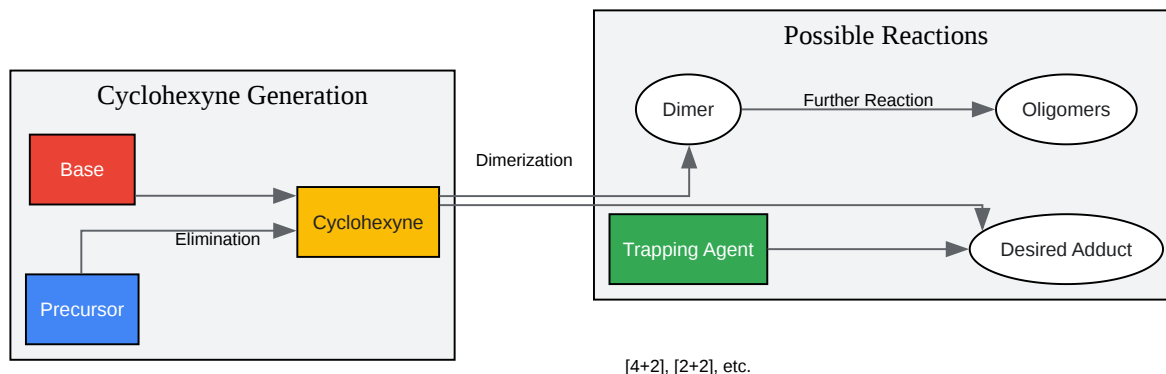 Cyclohexyne Generation
Base
Elimination
Precursor
Cyclohexyne
Dimerization
Possible Reactions
Dimer
Further Reaction
Oligomers
Trapping Agent
Desired Adduct
[4+2], [2+2], etc.